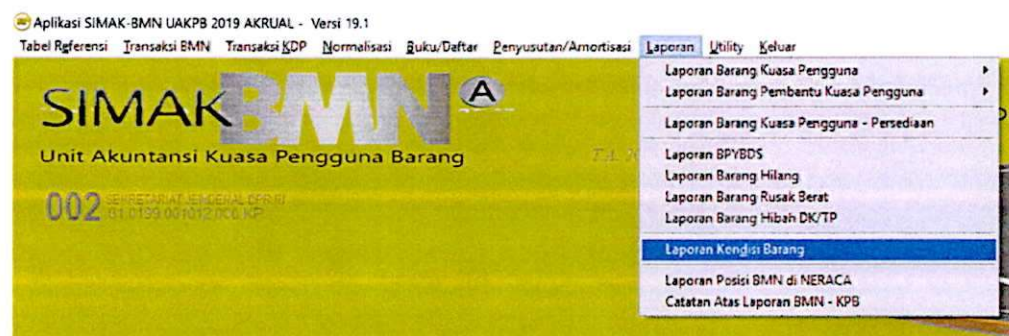 Aplikasi SIMAK-BMN UAKPB 2019 AKRUAL - Versi 19.1
Tabel Referensi Transaksi BMN Transaksi KDP Normalisasi Buku/Daftar Penyusutan/Amortisasi Laporan Utility Keluar
SIMAK BMN A
Unit Akuntansi Kuasa Pengguna Barang
T.A. 20
002 SEKRETARIAT JENDERAL DPR RI
Laporan Barang Kuasa Pengguna
Laporan Barang Pembantu Kuasa Pengguna
Laporan Barang Kuasa Pengguna - Persediaan
Laporan BPYBDS
Laporan Barang Hilang
Laporan Barang Rusak Berat
Laporan Barang Hibah DK/TP
Laporan Kondisi Barang
Laporan Posisi BMN di NERACA
Catatan Atas Laporan BMN - KPB